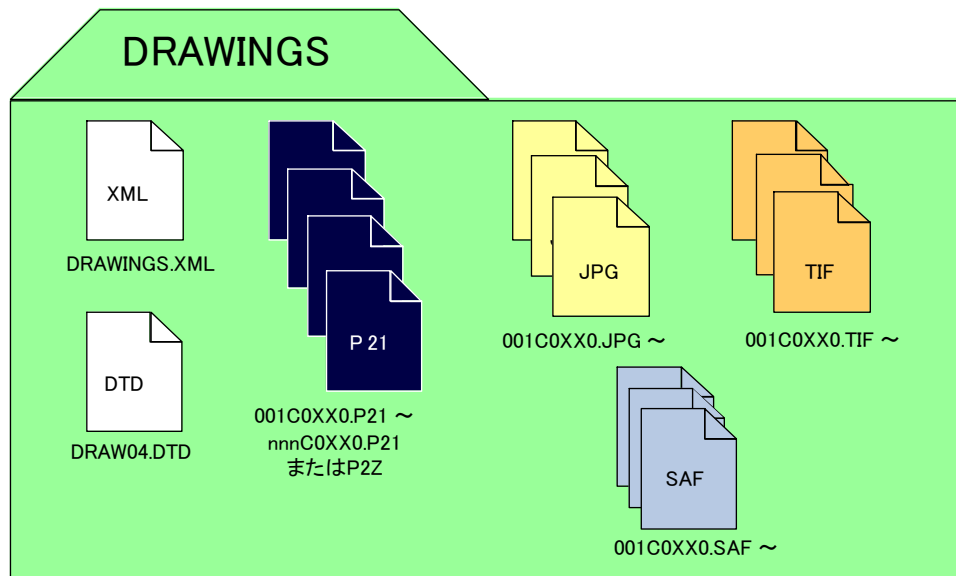 DRAWINGS
XML
DRAWINGS.XML
DTD
DRAW04.DTD
P 21
001C0XX0.P21 ～
nnnC0XX0.P21
またはP2Z
JPG
001C0XX0.JPG ～
TIF
001C0XX0.TIF ～
SAF
001C0XX0.SAF ～